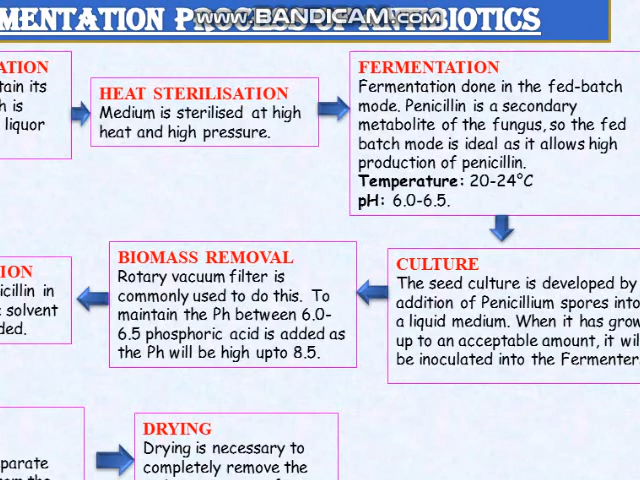 MENTATION PROCESS OF ANTIBIOTICS
www.BANDICAM.com
ATION
tain its
h is
liquor
HEAT STERILISATION
Medium is sterilised at high
heat and high pressure.
FERMENTATION
Fermentation done in the fed-batch
mode. Penicillin is a secondary
metabolite of the fungus, so the fed
batch mode is ideal as it allows high
production of penicillin.
Temperature: 20-24°C
pH: 6.0-6.5.
ION
icillin in
solvent
ded.
BIOMASS REMOVAL
Rotary vacuum filter is
commonly used to do this. To
maintain the Ph between 6.0-
6.5 phosphoric acid is added as
the Ph will be high upto 8.5.
CULTURE
The seed culture is developed by
addition of Penicillium spores into
a liquid medium. When it has grow
up to an acceptable amount, it wil
be inoculated into the Fermenter
parate
DRYING
Drying is necessary to
completely remove the